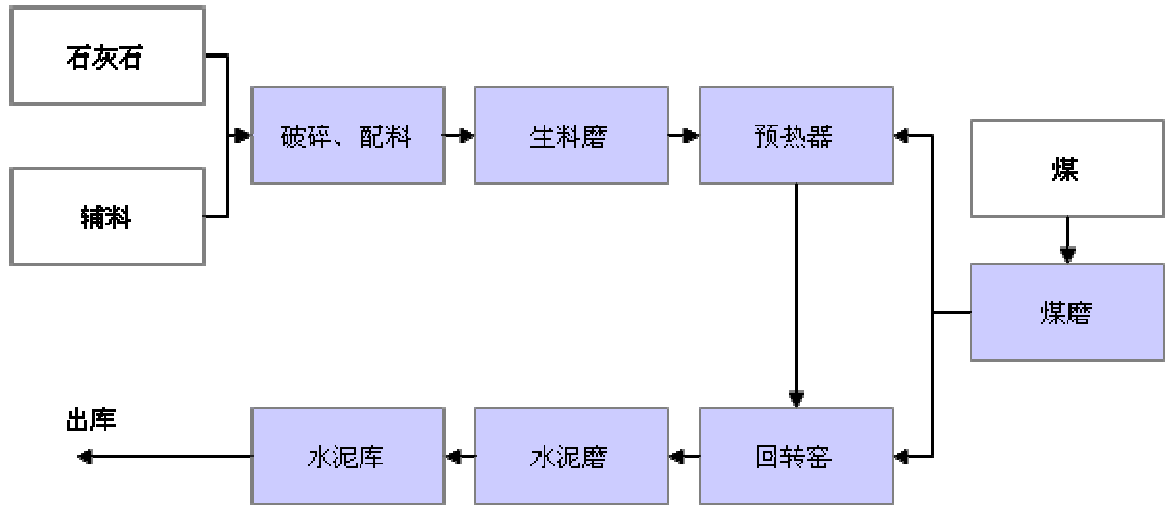 石灰石
辅料
破碎、配料
生料磨
预热器
煤
煤磨
回转窑
水泥磨
水泥库
出库